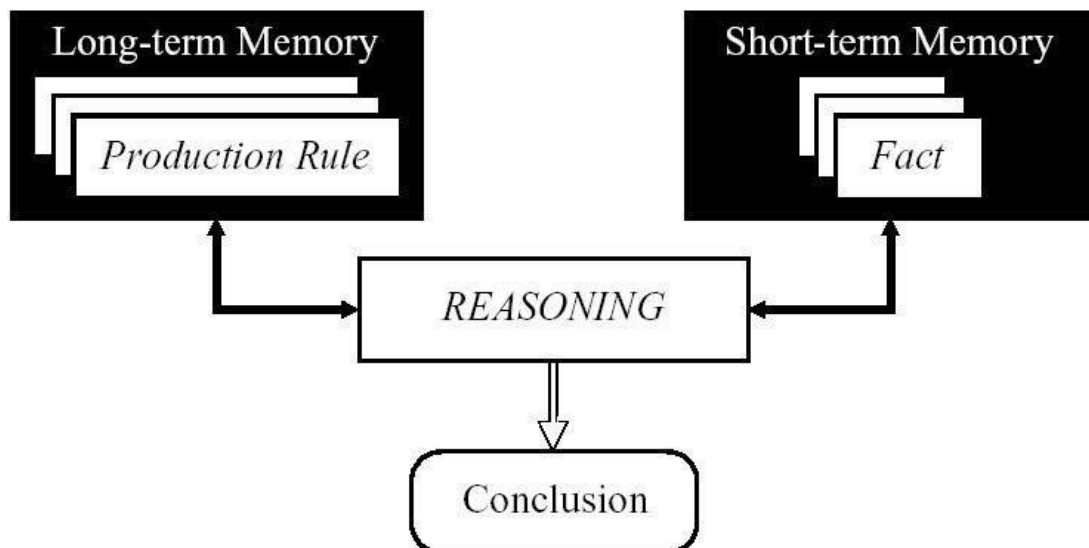 Long-term Memory
Short-term Memory
Production Rule
Fact
REASONING
Conclusion